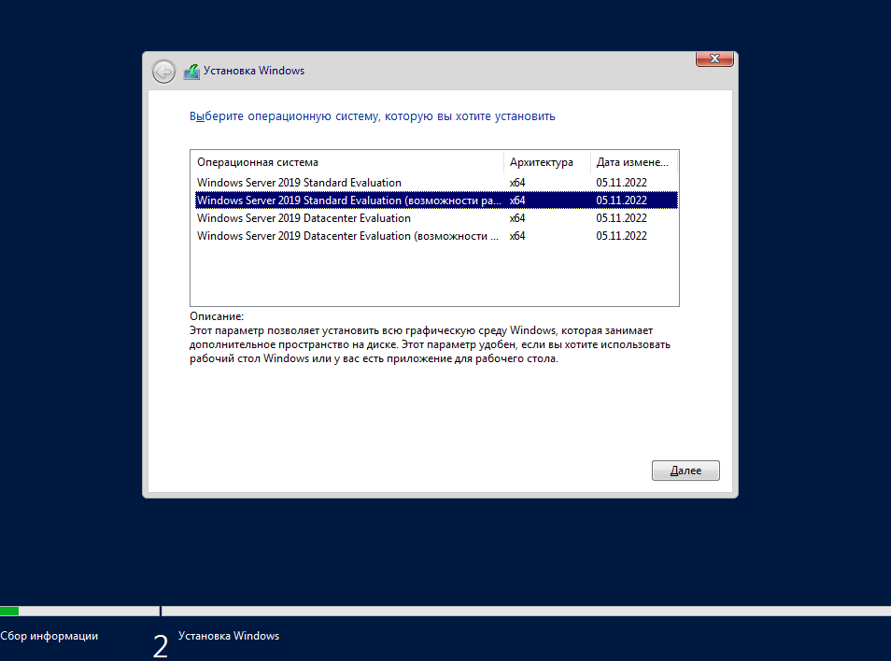 Установка Windows
Выберите операционную систему, которую вы хотите установить
Операционная система Архитектура Дата измене...
Windows Server 2019 Standard Evaluation x64 05.11.2022
Windows Server 2019 Standard Evaluation (возможности ра... x64 05.11.2022
Windows Server 2019 Datacenter Evaluation x64 05.11.2022
Windows Server 2019 Datacenter Evaluation (возможности ... x64 05.11.2022
Описание:
Этот параметр позволяет установить всю графическую среду Windows, которая занимает
дополнительное пространство на диске. Этот параметр удобен, если вы хотите использовать
рабочий стол Windows или у вас есть приложение для рабочего стола.
Далее
Сбор информации
2 Установка Windows